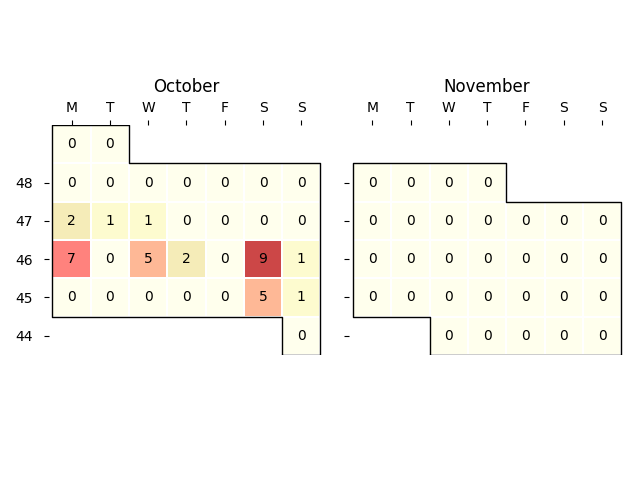 October November
M T W T F S S M T W T F S S
0 0
48 0 0 0 0 0 0 0 0 0 0 0
47 2 1 1 0 0 0 0 0 0 0 0 0 0 0
46 7 0 5 2 0 9 1 0 0 0 0 0 0 0
45 0 0 0 0 0 5 1 0 0 0 0 0 0 0
44 0 0 0 0 0 0